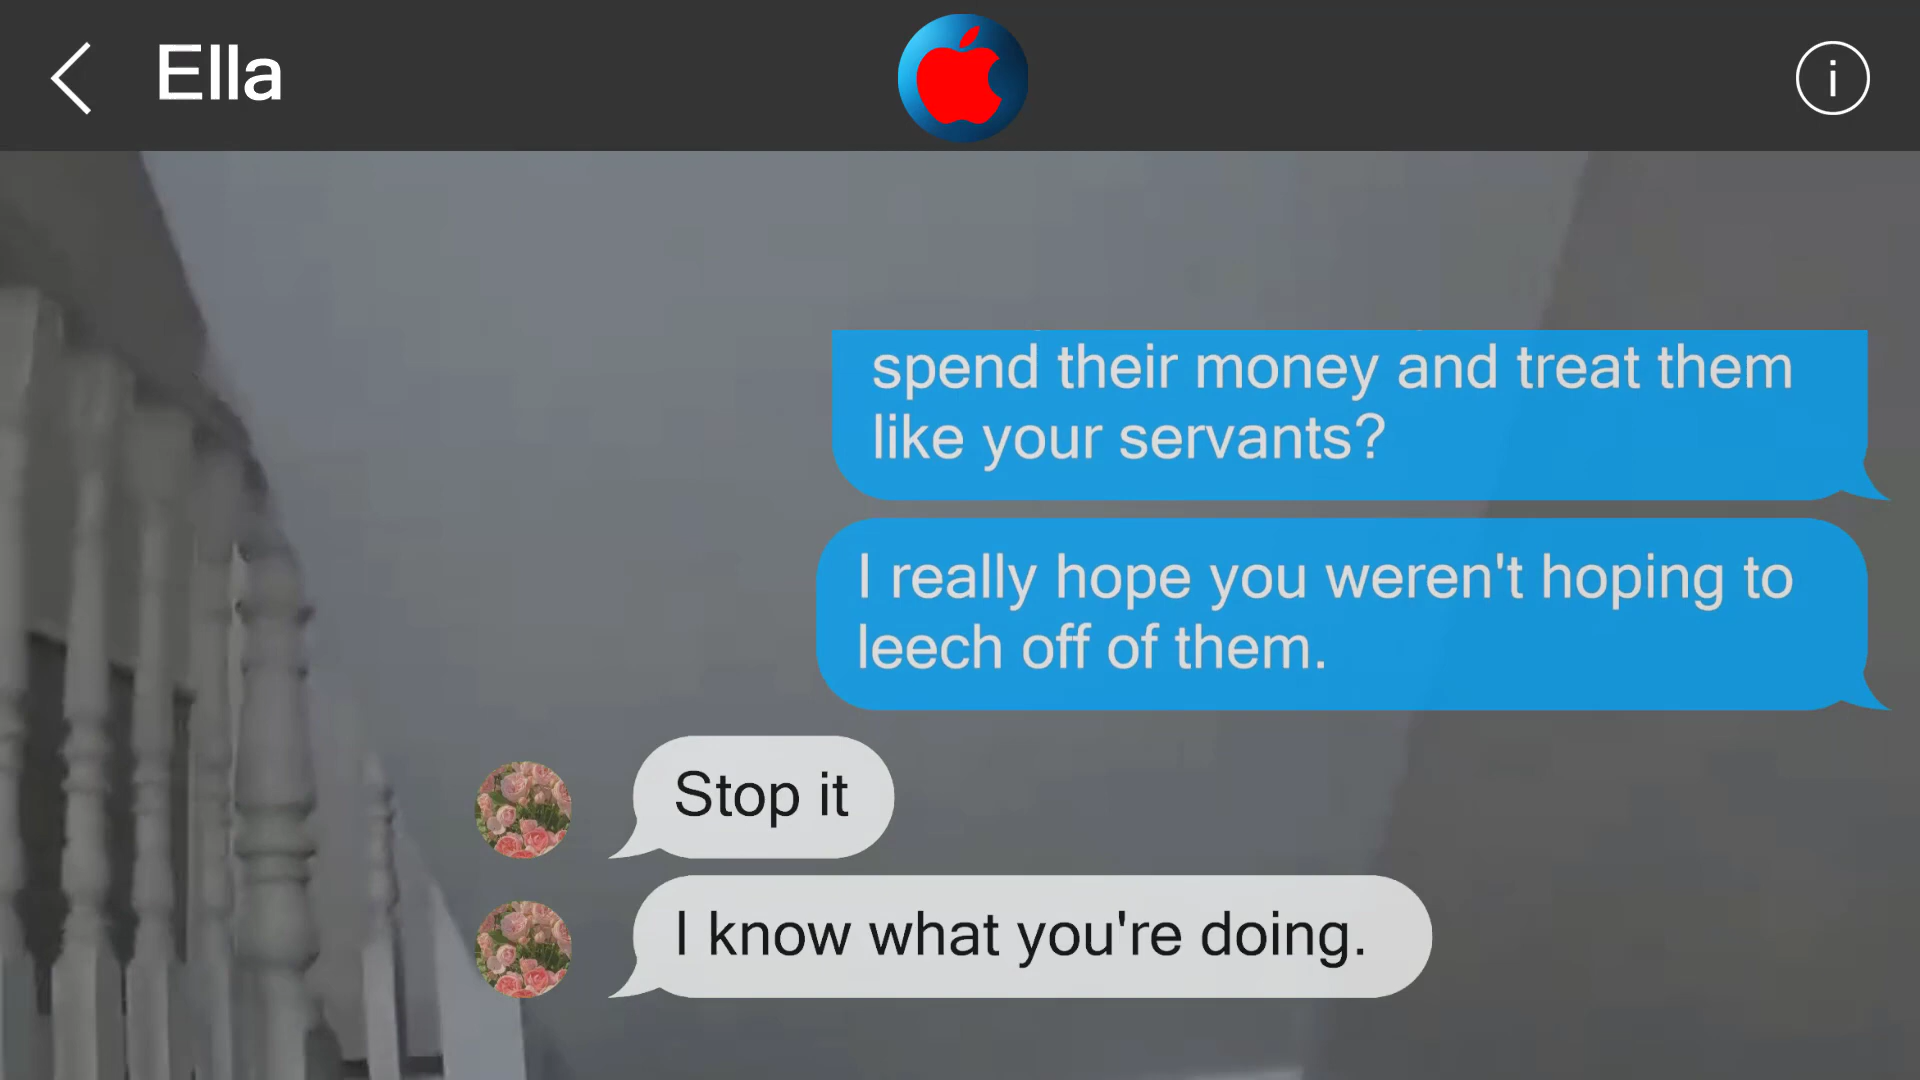 Ella
i
spend their money and treat them
like your servants?
I really hope you weren't hoping to
leech off of them.
Stop it
I know what you're doing.